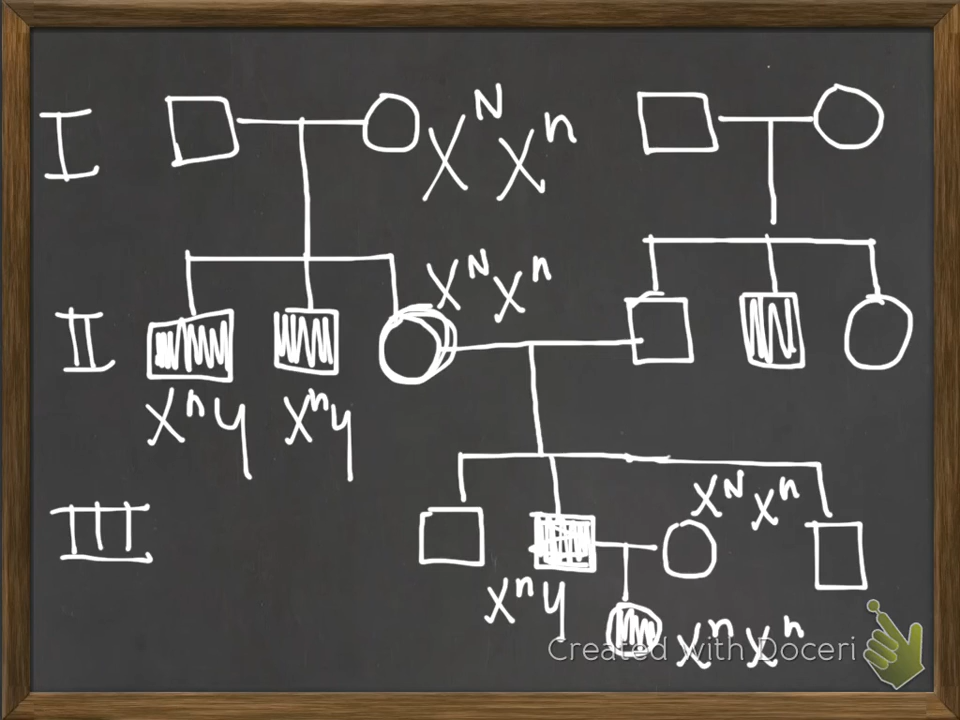 I
X^N X^n
X^N X^n
II
X^n y X^n y
X^N X^n
III
X^n y
X^n X^n
Created with Doceri